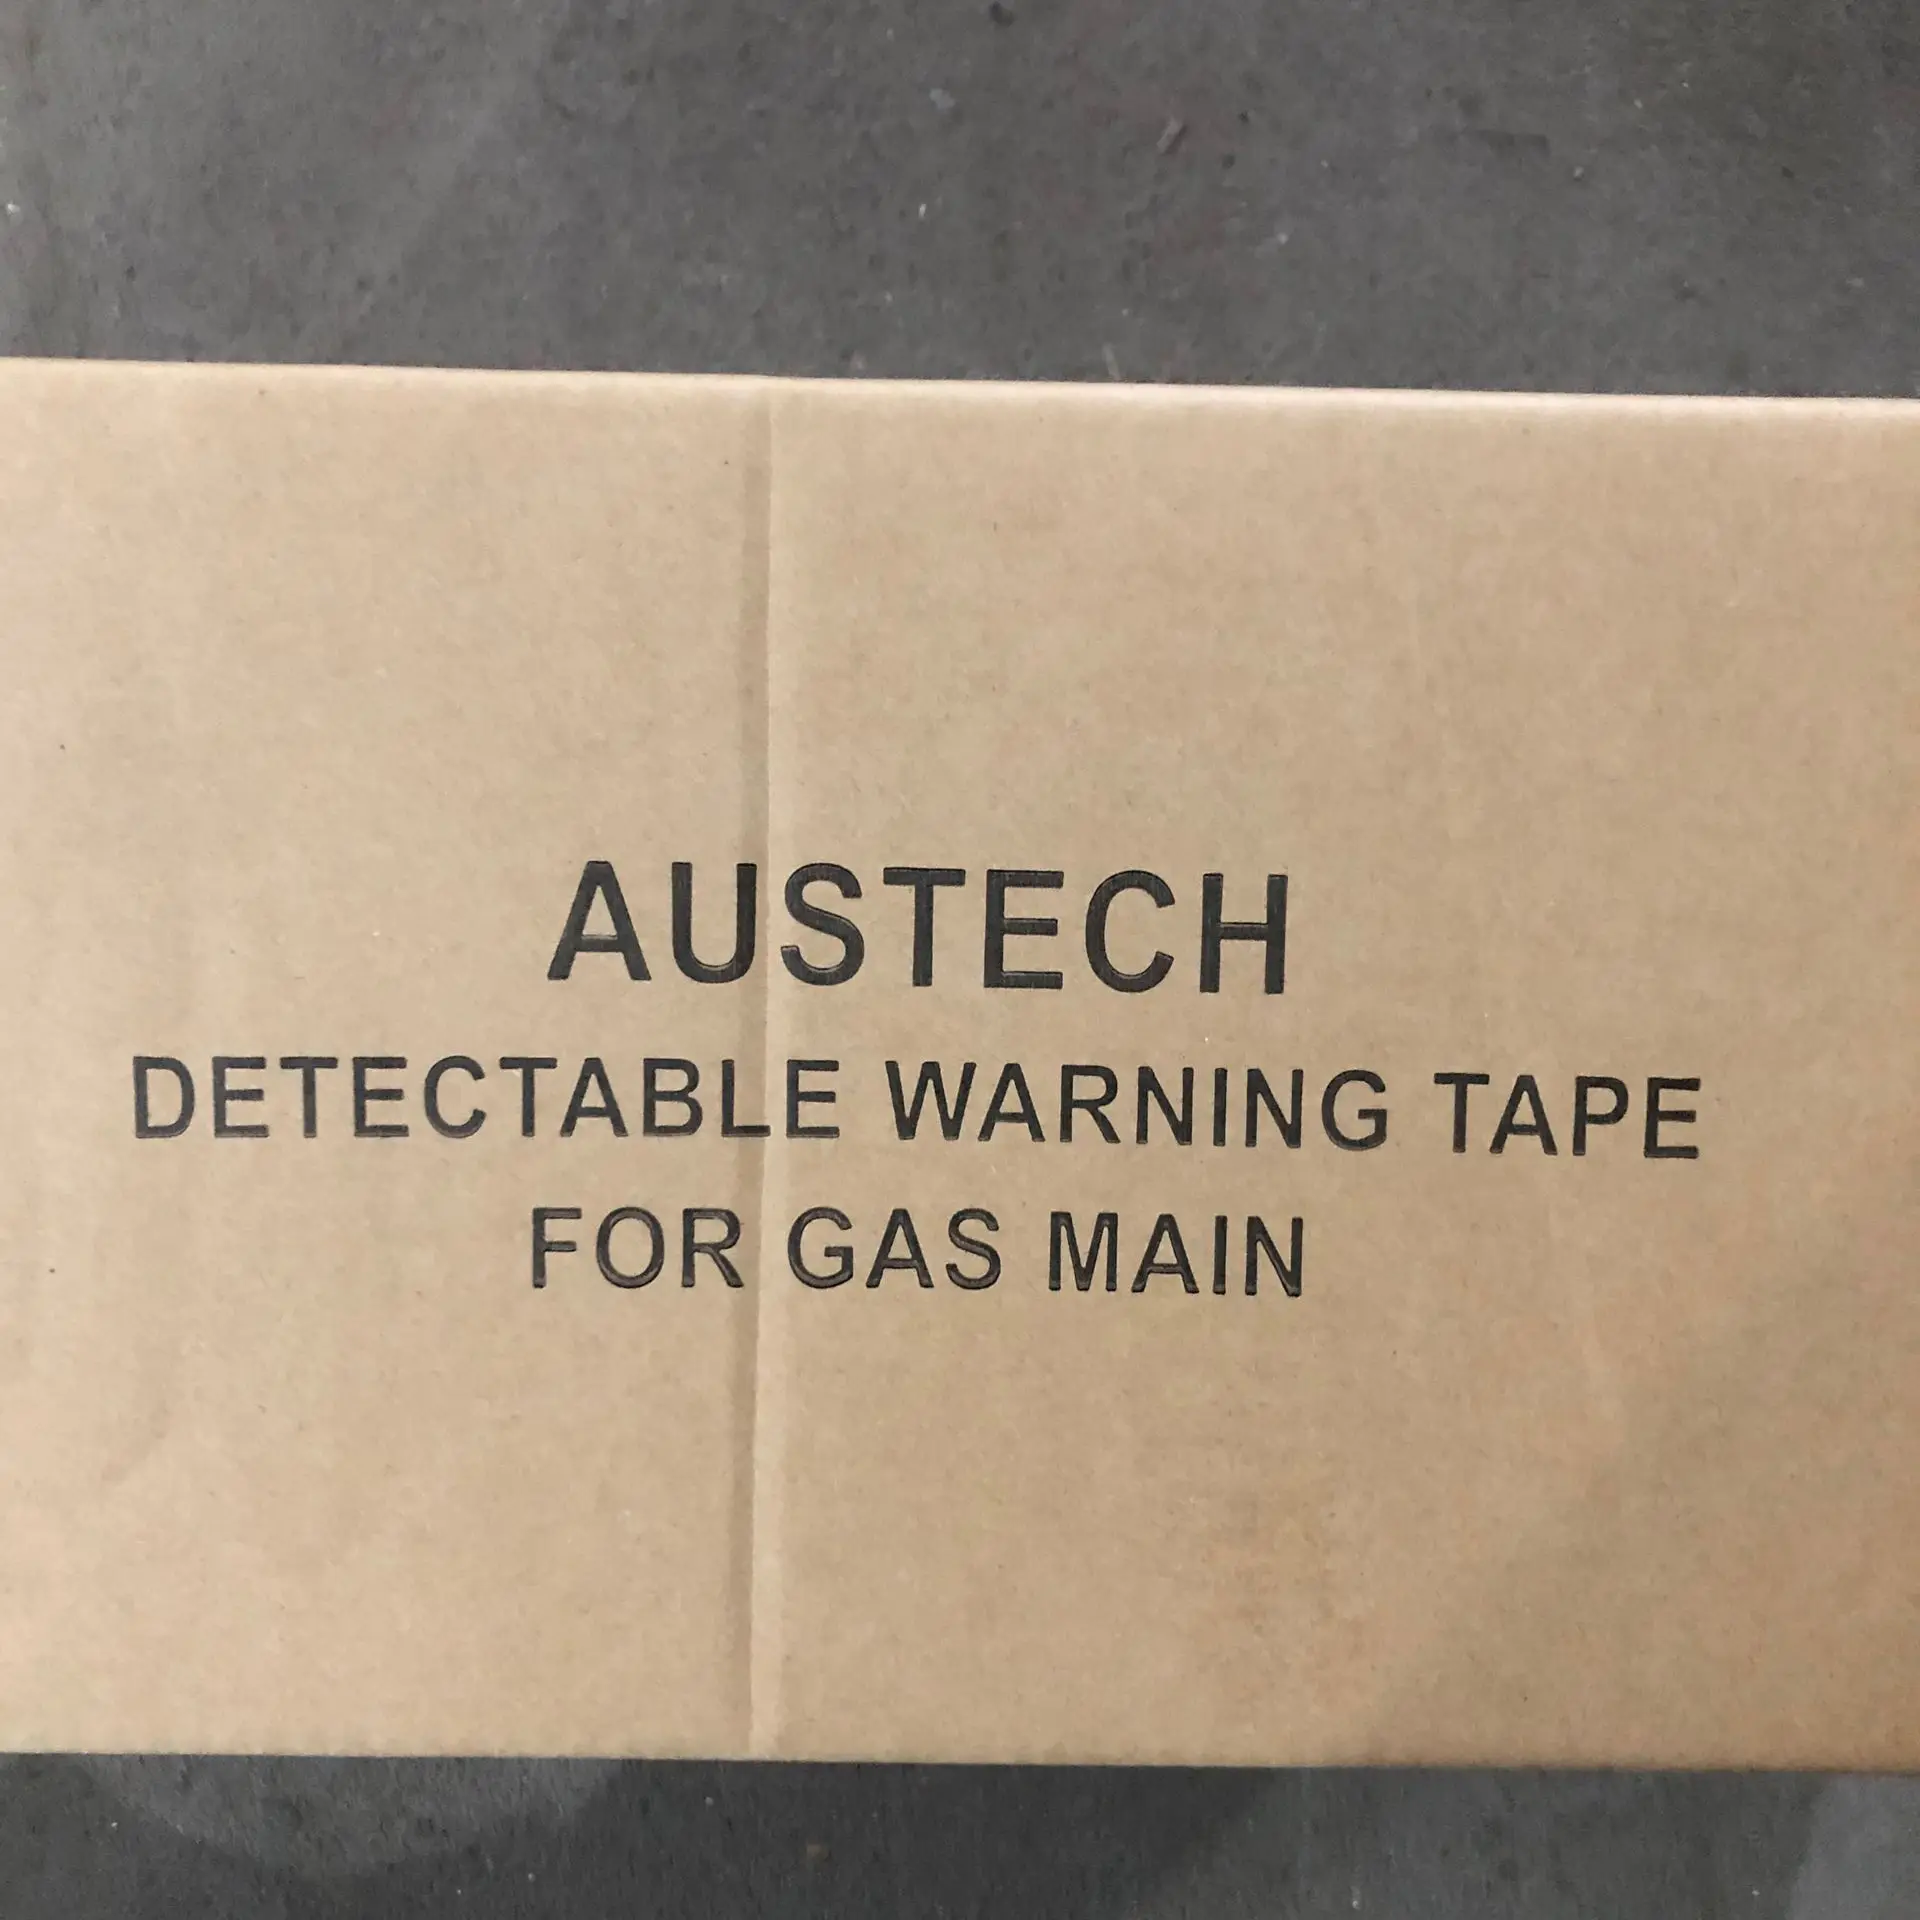 AUSTECH
DETECTABLE WARNING TAPE
FOR GAS MAIN